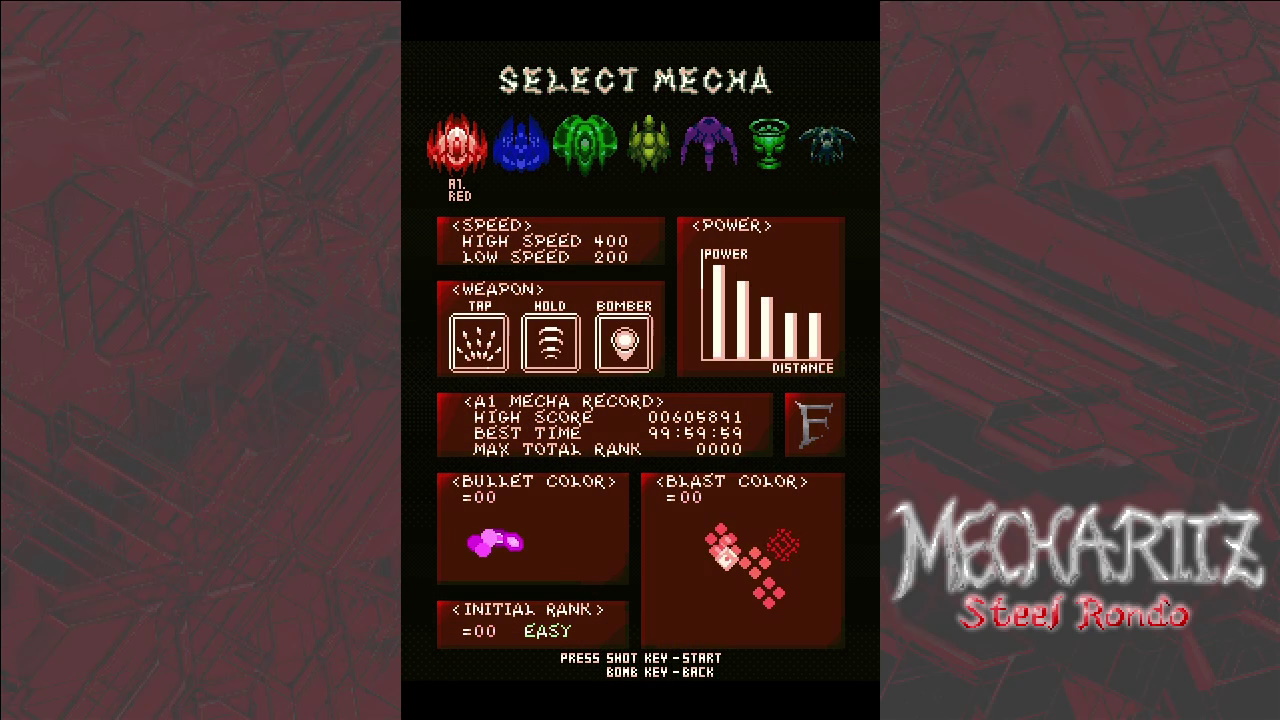 SELECT MECHA
A1.
RED
<SPEED>
HIGH SPEED 400
LOW SPEED 200
<POWER>
POWER
DISTANCE
<WEAPON>
TAP HOLD BOMBER
<A1 MECHA RECORD>
HIGH SCORE 00605891
BEST TIME 99:59:59
MAX TOTAL RANK 0000
F
<BULLET COLOR>
=00
<BLAST COLOR>
=00
<INITIAL RANK>
=00 EASY
PRESS SHOT KEY-START
BOMB KEY-BACK
MECHARITZ
Steel Rondo